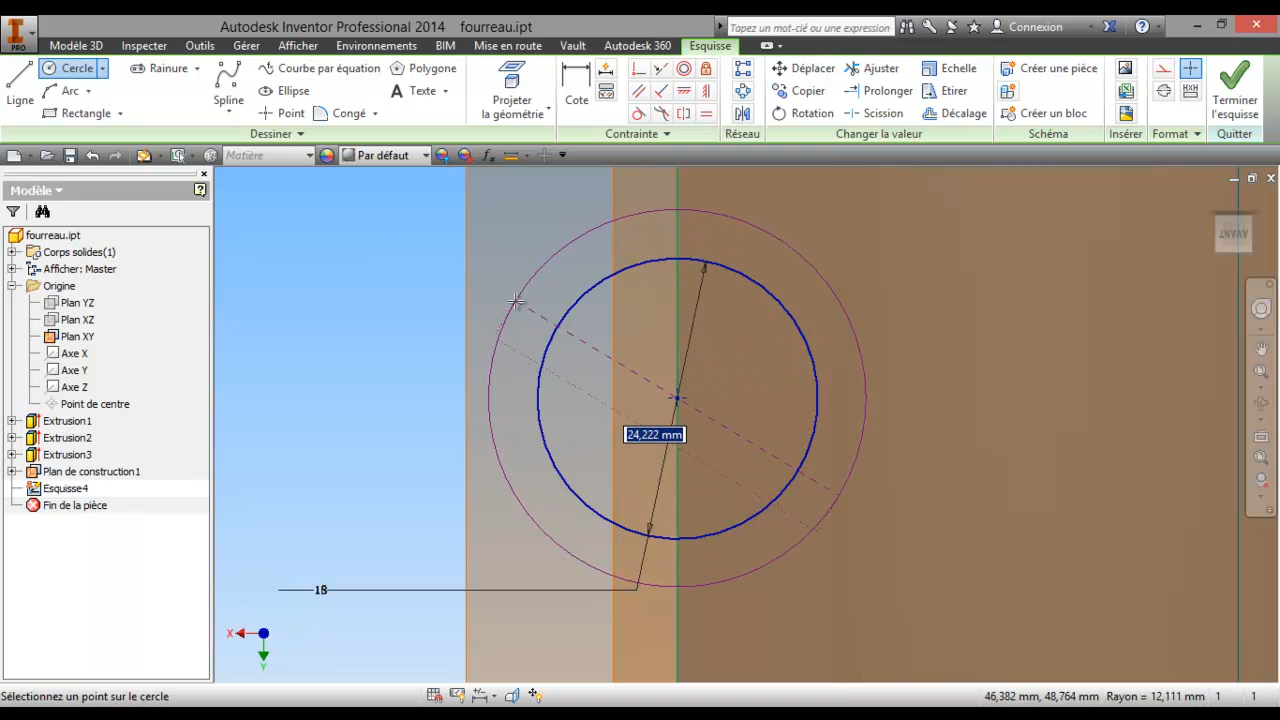 Autodesk Inventor Professional 2014 fourreau.ipt
Tapez un mot-clé ou une expression
Connexion
PRO
Modèle 3D Inspecter Outils Gérer Afficher Environnements BIM Mise en route Vault Autodesk 360 Esquisse
Cercle Rainure Courbe par équation Polygone Déplacer Ajuster Echelle Créer une pièce
Arc Ellipse Texte Copier Prolonger Etirer
Ligne Spline Projeter la géométrie Cote Terminer l'esquisse
Rectangle Point Congé Rotation Scission Décalage Créer un bloc
Dessiner Contrainte Réseau Changer la valeur Schéma Insérer Format Quitter
Matière Par défaut
Modèle
fourreau.ipt
Corps solides(1)
Afficher: Master
Origine
Plan YZ
Plan XZ
Plan XY
Axe X
Axe Y
Axe Z
Point de centre
Extrusion1
Extrusion2
Extrusion3
Plan de construction1
Esquisse4
Fin de la pièce
AVANT
24,222 mm
18
X
Y
Sélectionnez un point sur le cercle
46,382 mm, 48,764 mm Rayon = 12,111 mm 1 1